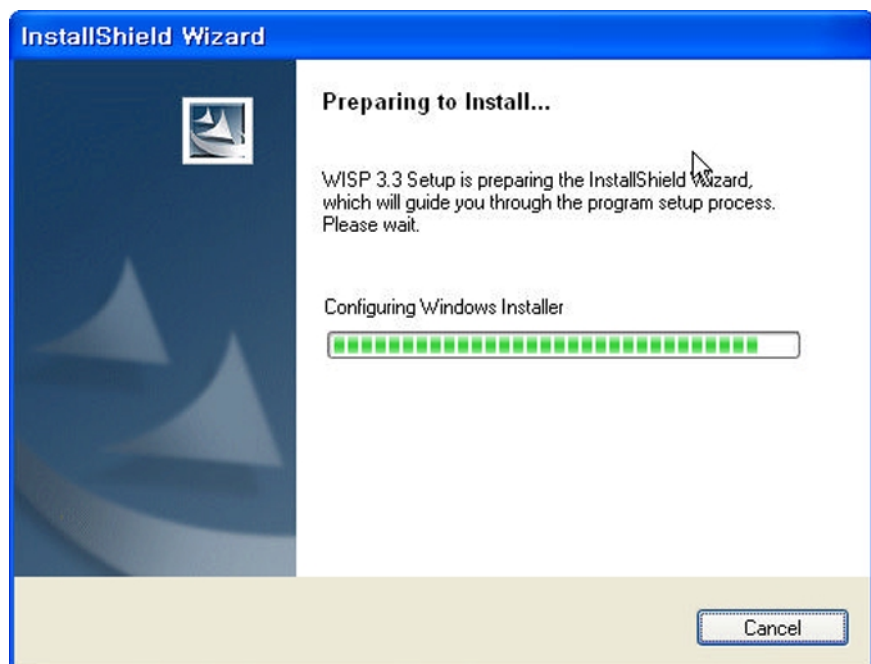 InstallShield Wizard
Preparing to Install...
WISP 3.3 Setup is preparing the InstallShield Wizard,
which will guide you through the program setup process.
Please wait.
Configuring Windows Installer
Cancel